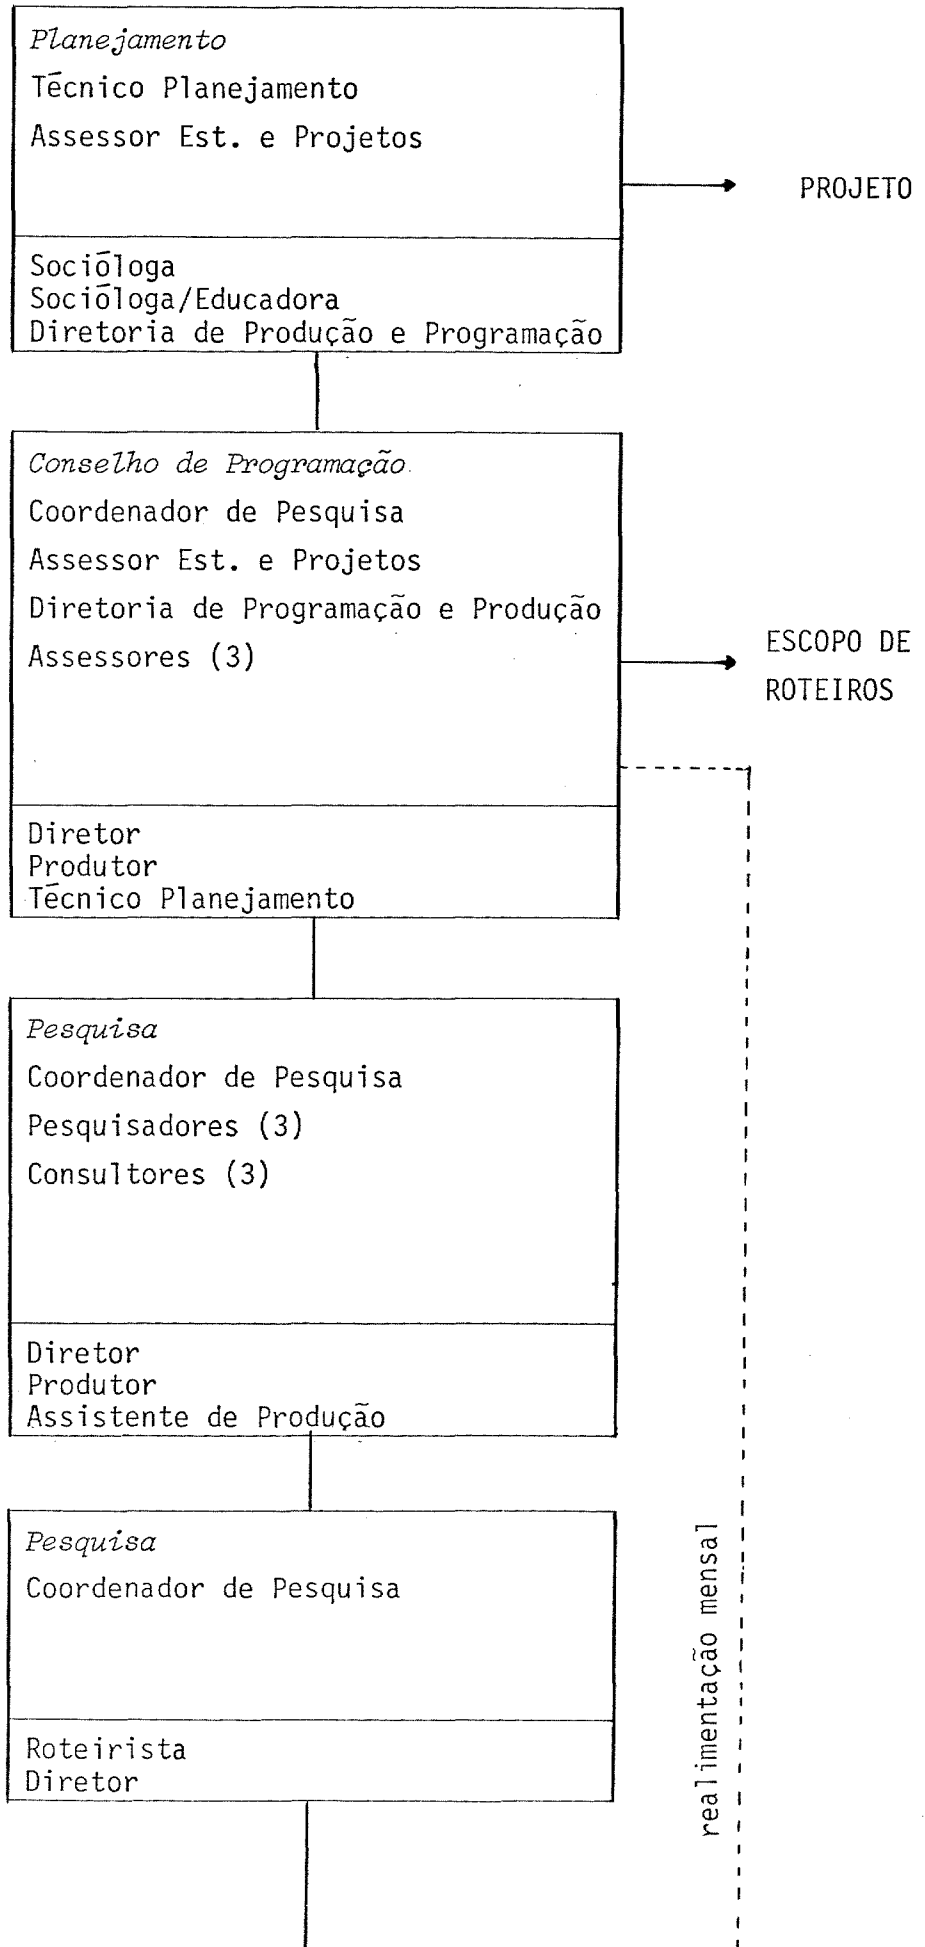 Planejamento
Técnico Planejamento
Assessor Est. e Projetos
PROJETO
Socióloga
Socióloga/Educadora
Diretoria de Produção e Programação
Conselho de Programação
Coordenador de Pesquisa
Assessor Est. e Projetos
Diretoria de Programação e Produção
Assessores (3)
ESCOPO DE
ROTEIROS
Diretor
Produtor
Técnico Planejamento
Pesquisa
Coordenador de Pesquisa
Pesquisadores (3)
Consultores (3)
Diretor
Produtor
Assistente de Produção
Pesquisa
Coordenador de Pesquisa
Roteirista
Diretor
realimentação mensal